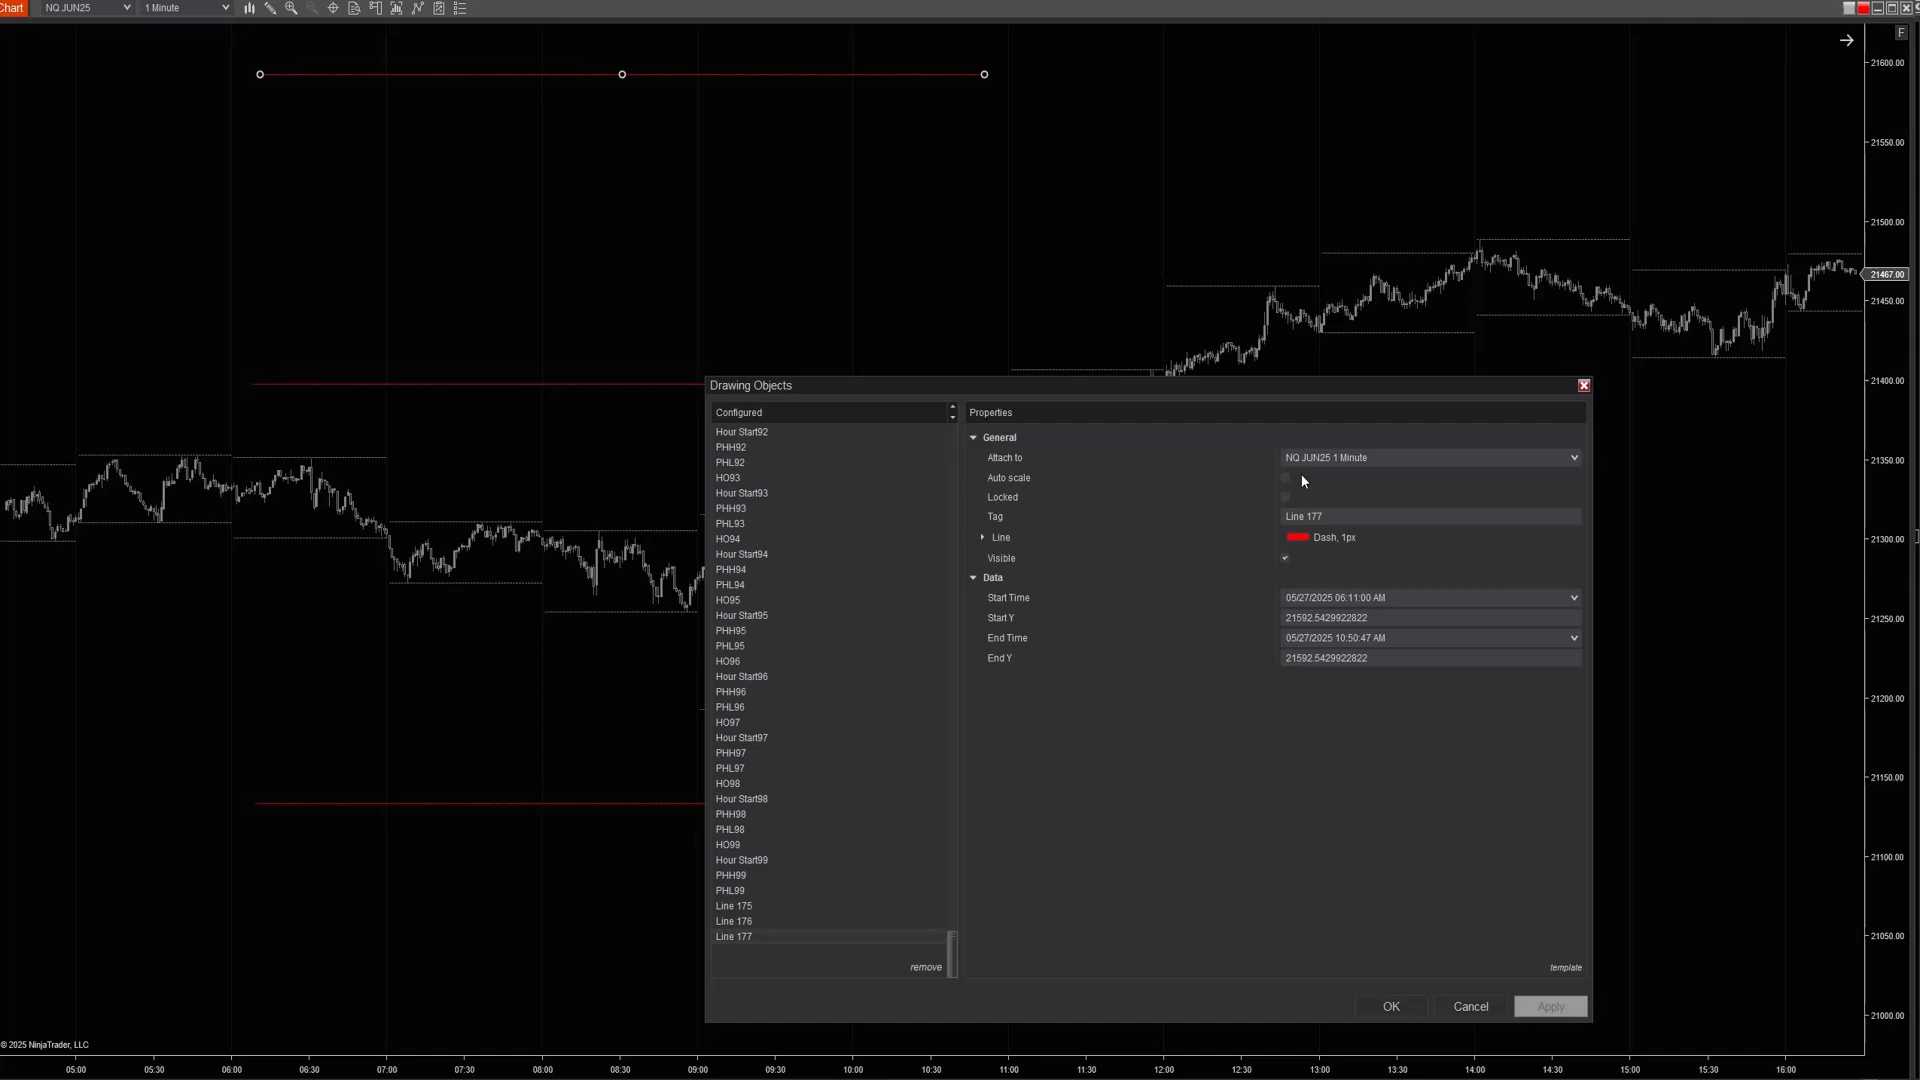 Chart NQ JUN25 1 Minute
F
Drawing Objects
Configured
Hour Start92
PHH92
PHL92
HO93
Hour Start93
PHH93
PHL93
HO94
Hour Start94
PHH94
PHL94
HO95
Hour Start95
PHH95
PHL95
HO96
Hour Start96
PHH96
PHL96
HO97
Hour Start97
PHH97
PHL97
HO98
Hour Start98
PHH98
PHL98
HO99
Hour Start99
PHH99
PHL99
Line 175
Line 176
Line 177
remove
Properties
General
Attach to NQ JUN25 1 Minute
Auto scale
Locked
Tag Line 177
Line Dash, 1px
Visible
Data
Start Time 05/27/2025 06:11:00 AM
Start Y 21592.5429922822
End Time 05/27/2025 10:50:47 AM
End Y 21592.5429922822
template
OK Cancel Apply
21600.00
21550.00
21500.00
21467.00
21450.00
21400.00
21350.00
21300.00
21250.00
21200.00
21150.00
21100.00
21050.00
21000.00
© 2025 NinjaTrader, LLC
05:00 05:30 06:00 06:30 07:00 07:30 08:00 08:30 09:00 09:30 10:00 10:30 11:00 11:30 12:00 12:30 13:00 13:30 14:00 14:30 15:00 15:30 16:00